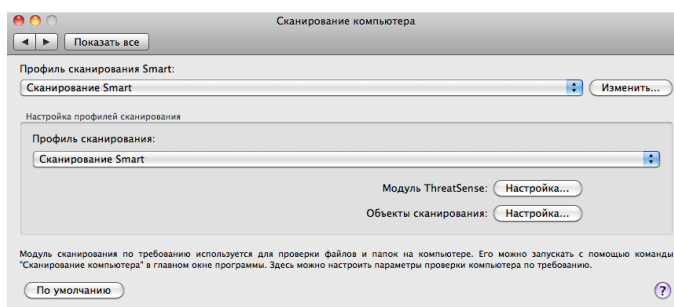 Сканирование компьютера
Показать все
Профиль сканирования Smart:
Сканирование Smart
Изменить...
Настройка профилей сканирования
Профиль сканирования:
Сканирование Smart
Модуль ThreatSense:
Настройка...
Объекты сканирования:
Настройка...
Модуль сканирования по требованию используется для проверки файлов и папок на компьютере. Его можно запускать с помощью команды
"Сканирование компьютера" в главном окне программы. Здесь можно настроить параметры проверки компьютера по требованию.
По умолчанию
?